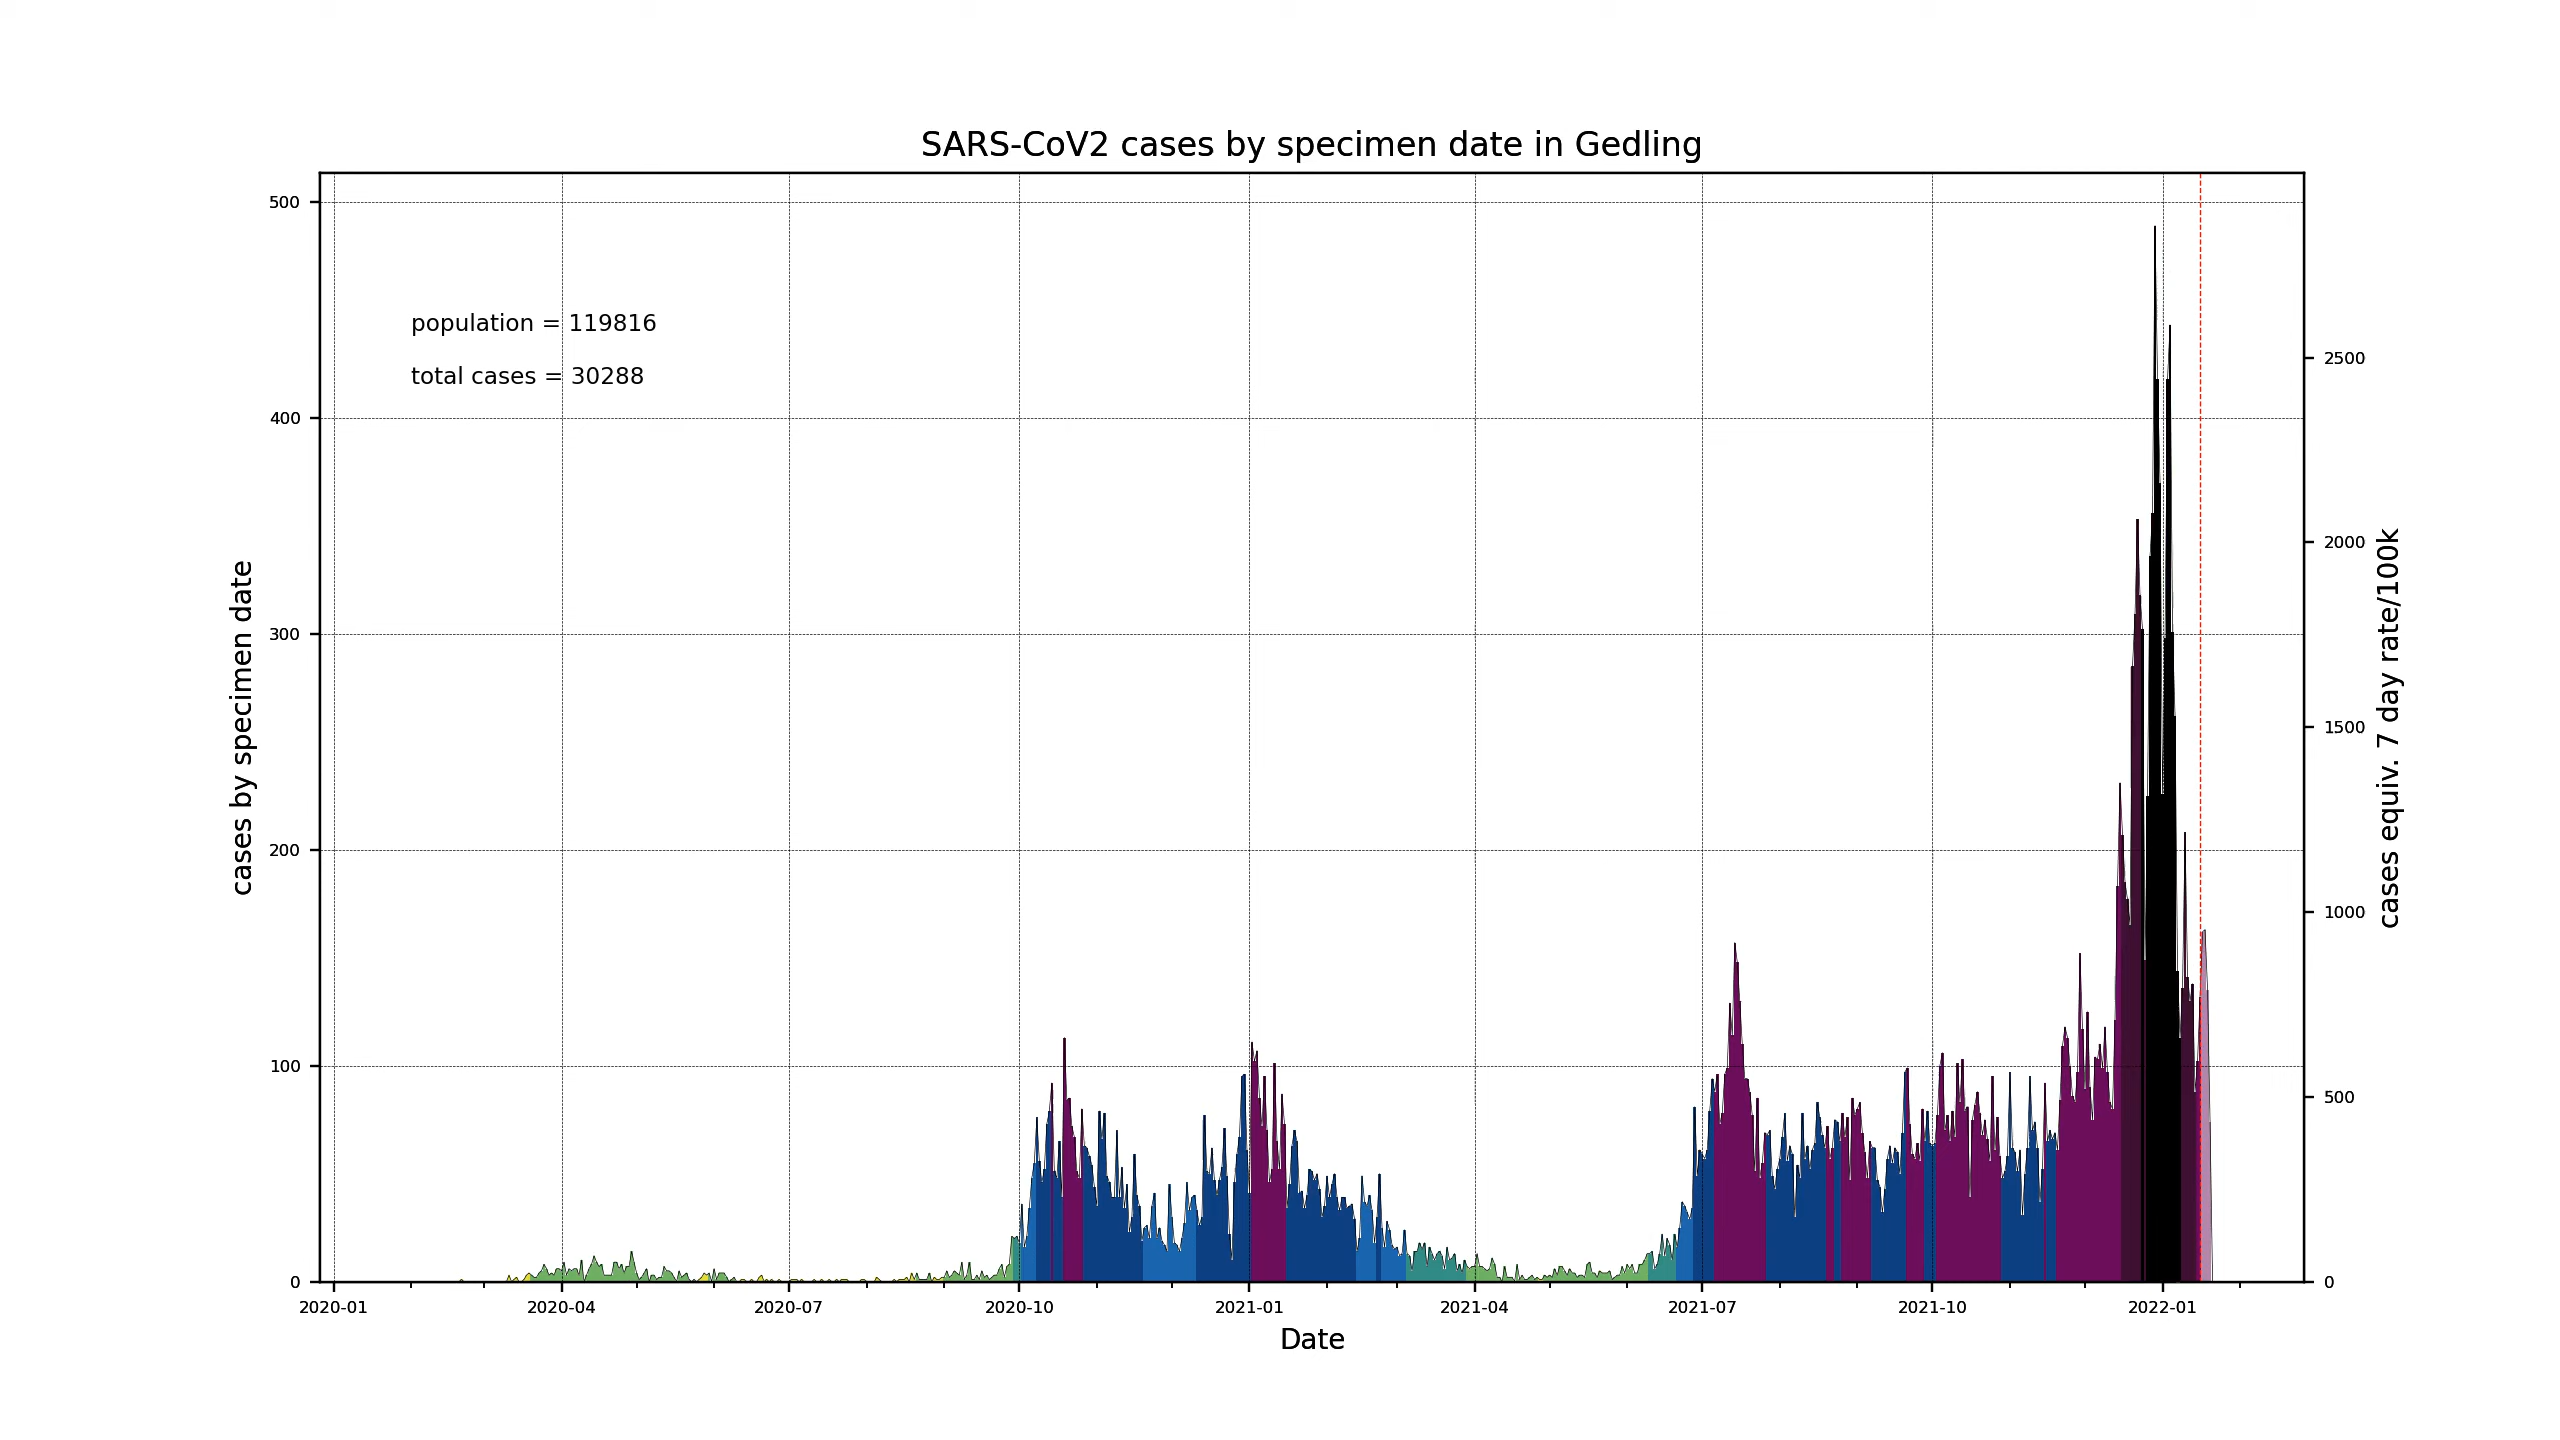 SARS-CoV2 cases by specimen date in Gedling
500
400
300
200
100
0
cases by specimen date
population = 119816
total cases = 30288
2500
2000
1500
1000
500
0
cases equiv. 7 day rate/100k
2020-01 2020-04 2020-07 2020-10 2021-01 2021-04 2021-07 2021-10 2022-01
Date